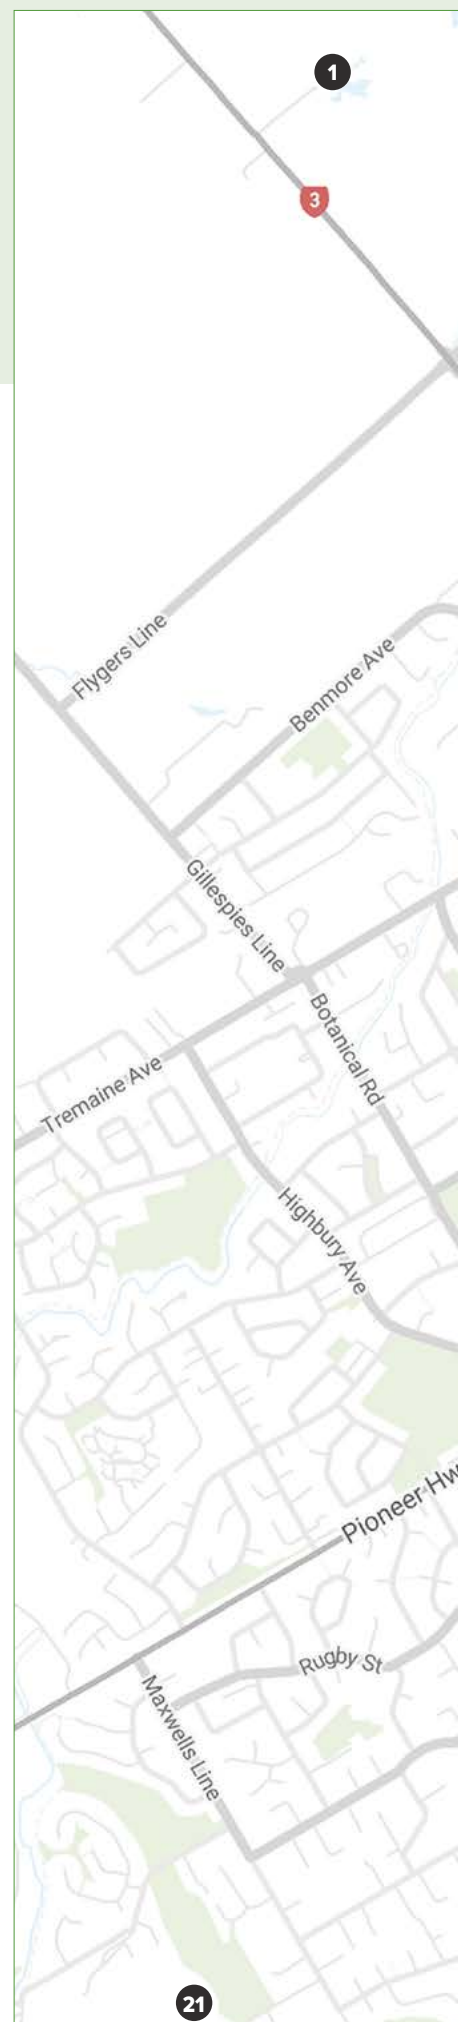 1
3
Flygers Line
Benmore Ave
Gillespies Line
Botanical Rd
Tremaine Ave
Highbury Ave
Pioneer Hw
Rugby St
Maxwells Line
21